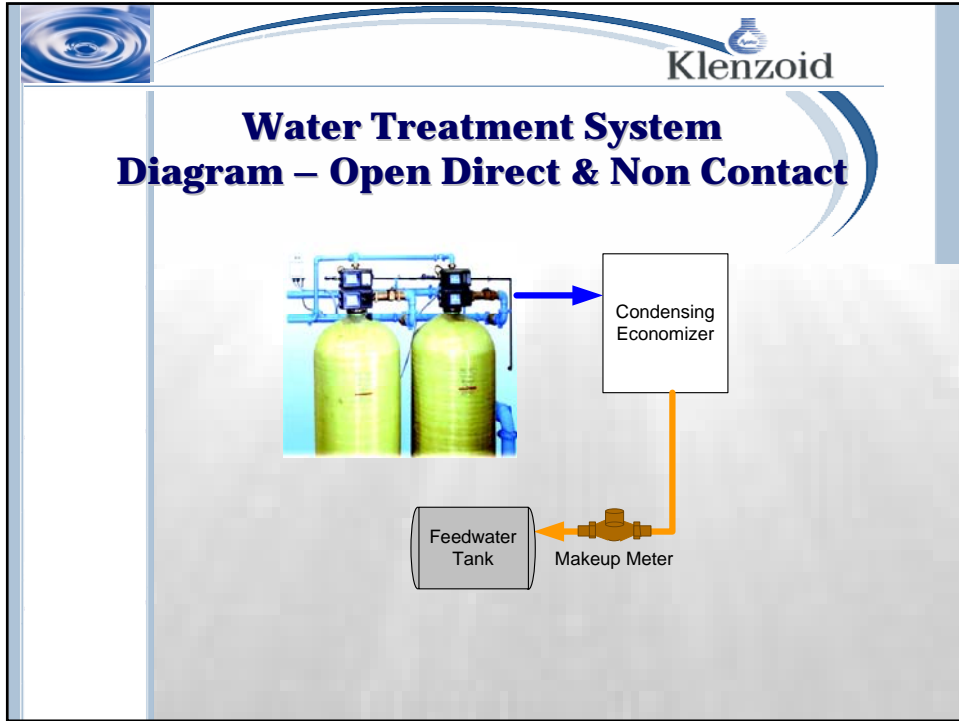 Klenzoid
Water Treatment System
Diagram – Open Direct & Non Contact
Condensing
Economizer
Feedwater
Tank
Makeup Meter